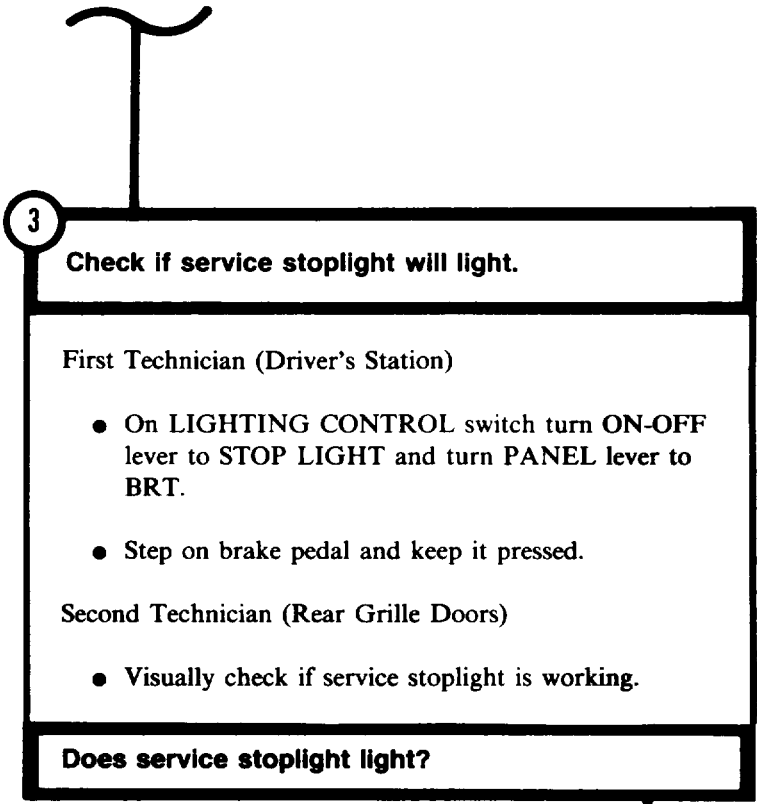 3
Check if service stoplight will light.
First Technician (Driver's Station)
● On LIGHTING CONTROL switch turn ON-OFF
lever to STOP LIGHT and turn PANEL lever to
BRT.
● Step on brake pedal and keep it pressed.
Second Technician (Rear Grille Doors)
● Visually check if service stoplight is working.
Does service stoplight light?